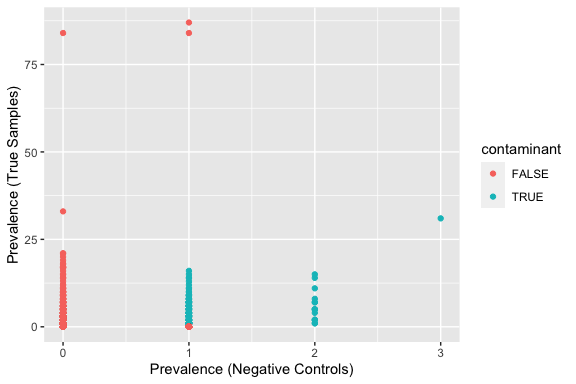 Prevalence (True Samples)
75
50
25
0
0 1 2 3
Prevalence (Negative Controls)
contaminant
FALSE
TRUE